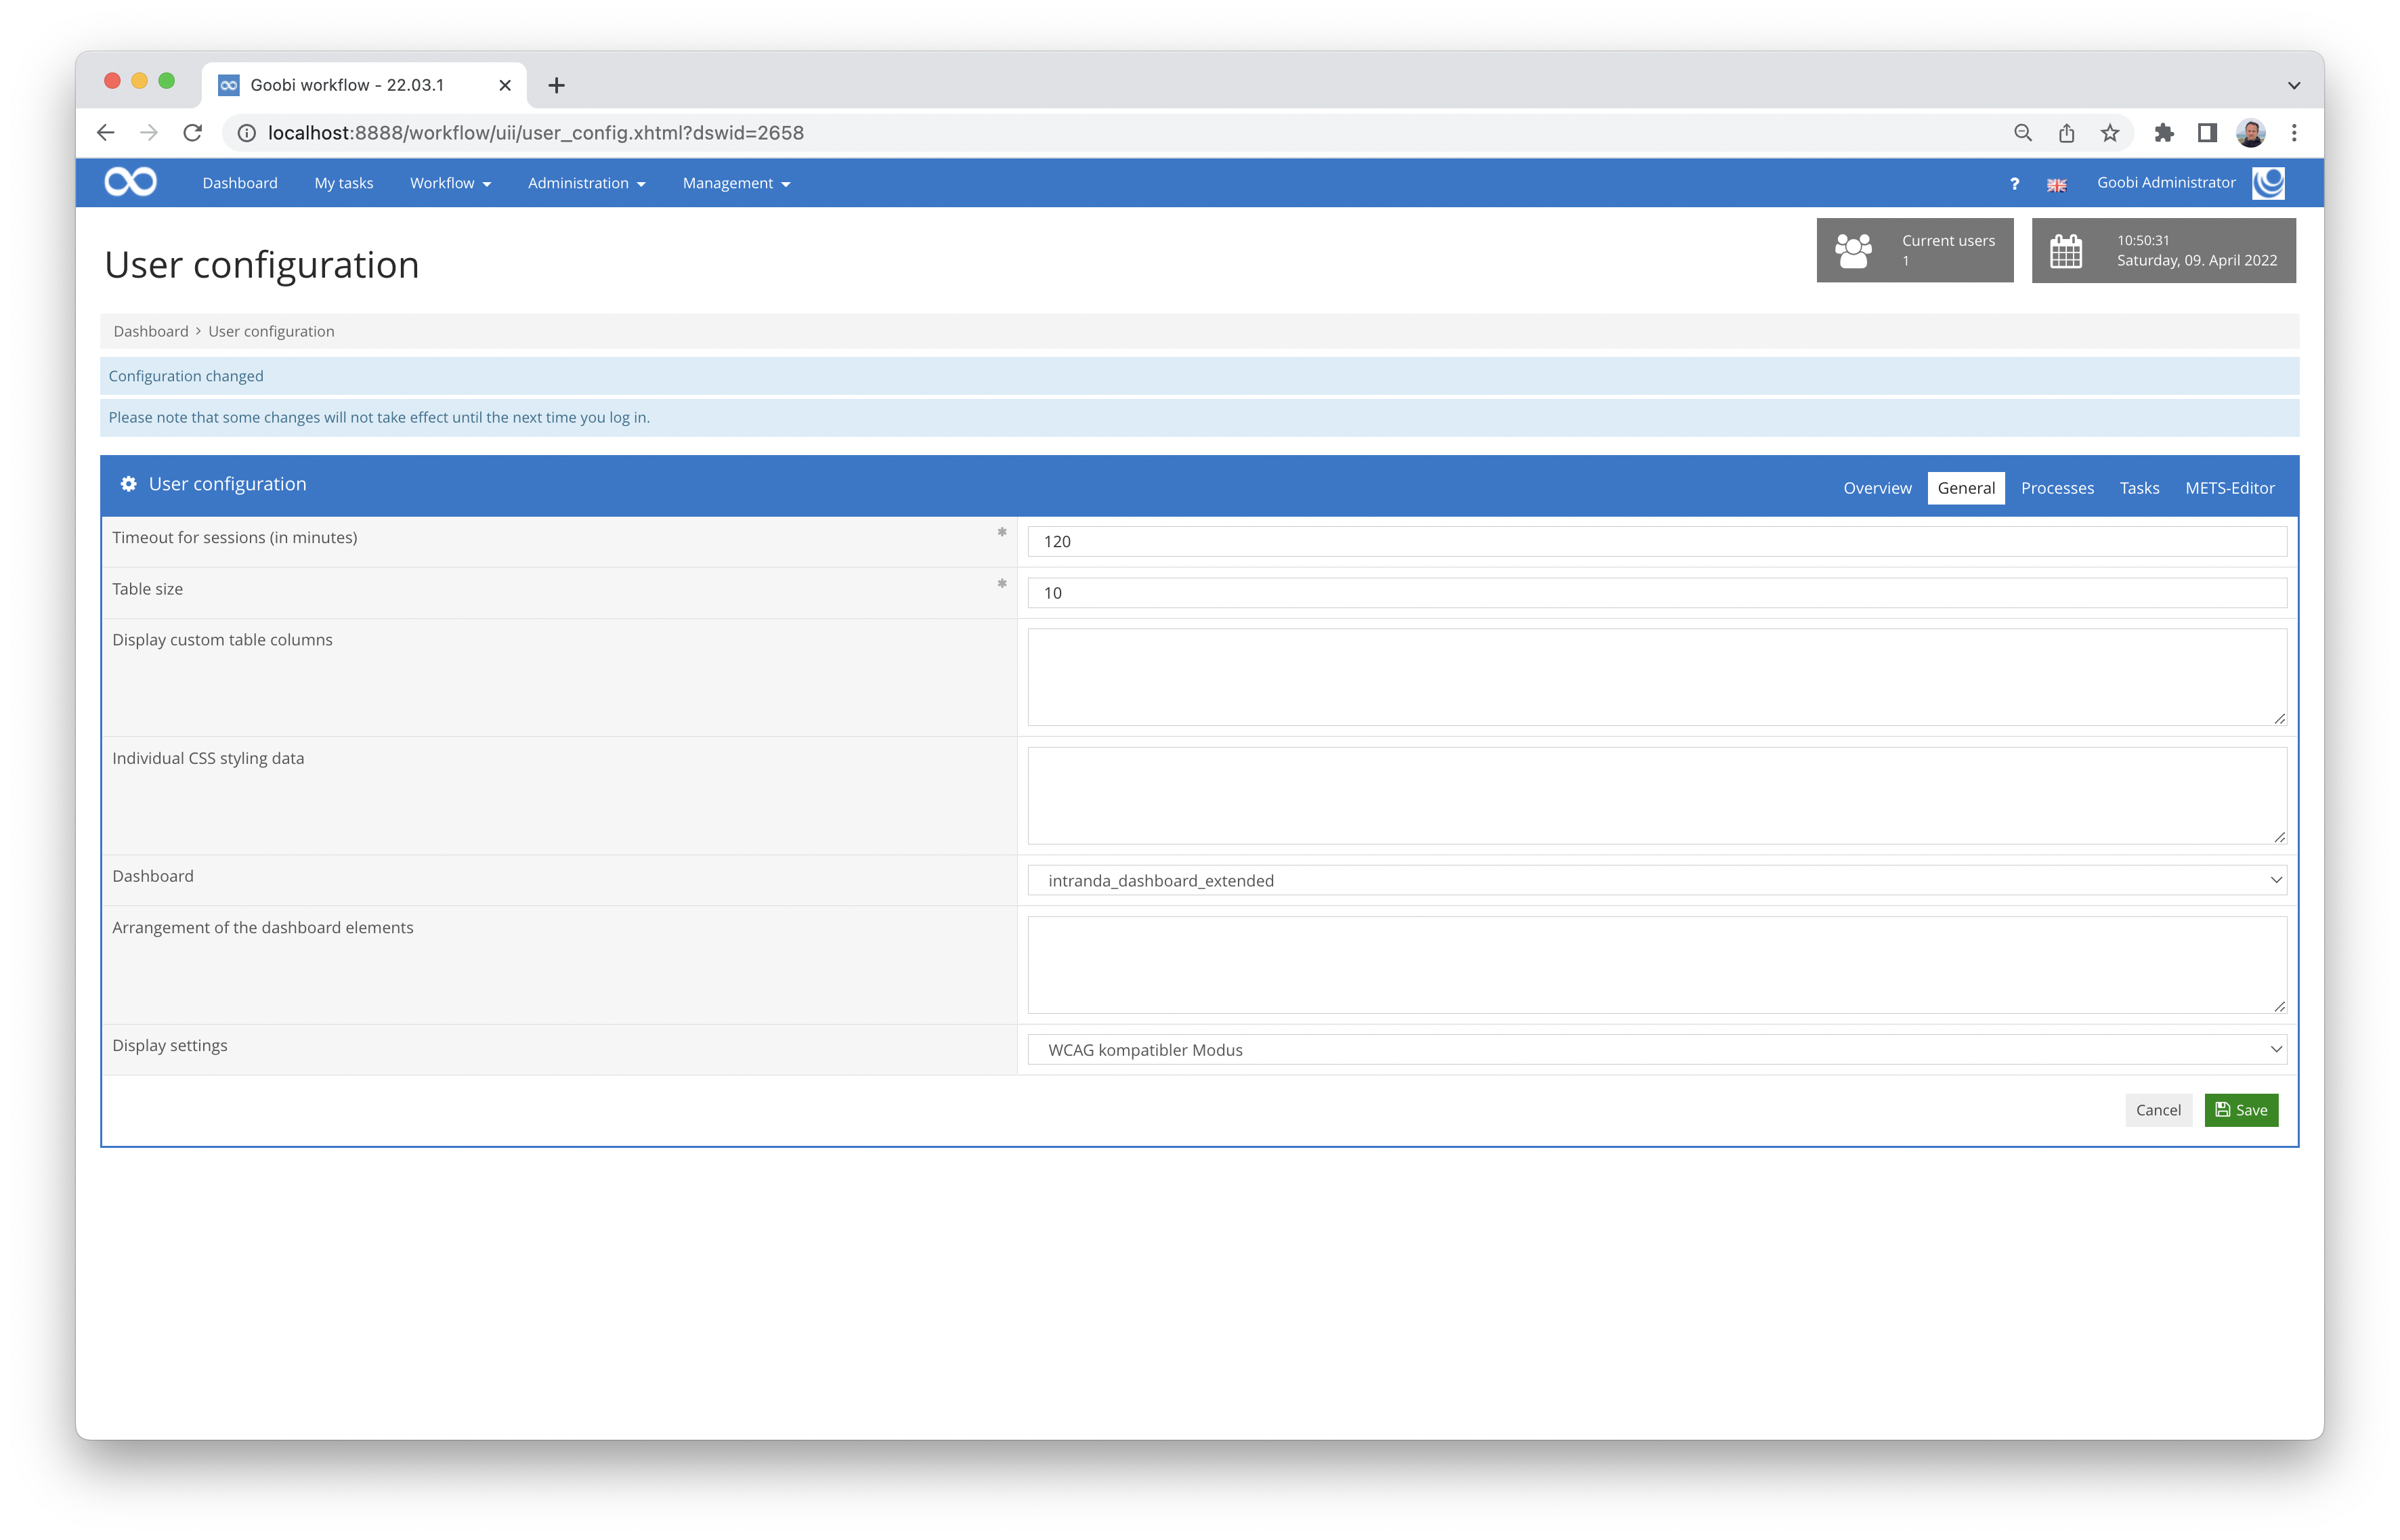 Goobi workflow - 22.03.1
localhost:8888/workflow/uii/user_config.xhtml?dswid=2658
Dashboard My tasks Workflow Administration Management ? Goobi Administrator
User configuration
Current users
1
10:50:31
Saturday, 09. April 2022
Dashboard > User configuration
Configuration changed
Please note that some changes will not take effect until the next time you log in.
User configuration Overview General Processes Tasks METS-Editor
Timeout for sessions (in minutes) * 120
Table size * 10
Display custom table columns
Individual CSS styling data
Dashboard intranda_dashboard_extended
Arrangement of the dashboard elements
Display settings WCAG kompatibler Modus
Cancel Save